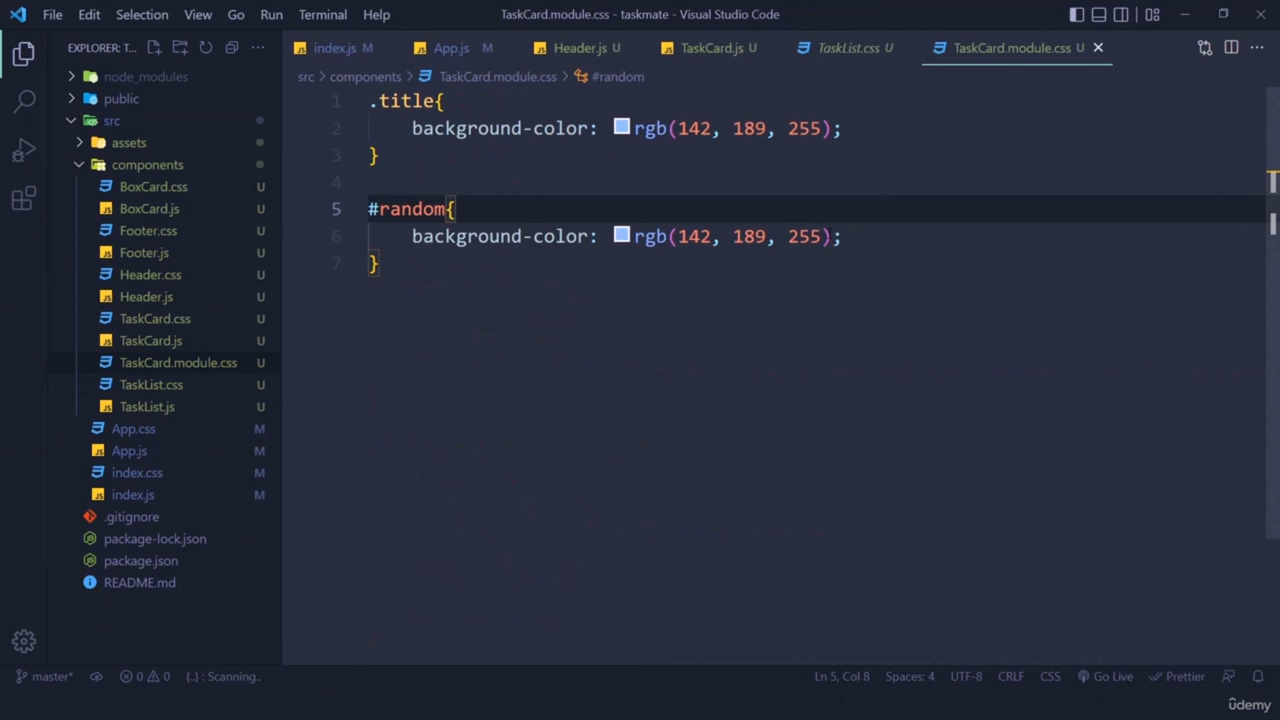 File Edit Selection View Go Run Terminal Help TaskCard.module.css - taskmate - Visual Studio Code
EXPLORER: T... index.js M App.js M Header.js U TaskCard.js U TaskList.css U TaskCard.module.css U
src > components > TaskCard.module.css > #random
node_modules
public
src
assets
components
BoxCard.css U
BoxCard.js U
Footer.css U
Footer.js U
Header.css U
Header.js U
TaskCard.css U
TaskCard.js U
TaskCard.module.css U
TaskList.css U
TaskList.js U
App.css M
App.js M
index.css M
index.js M
.gitignore
package-lock.json
package.json
README.md
1 .title{
2 background-color: rgb(142, 189, 255);
3 }
4
5 #random{
6 background-color: rgb(142, 189, 255);
7 }
master* 0 0 {..} : Scanning.. Ln 5, Col 8 Spaces: 4 UTF-8 CRLF CSS Go Live Prettier
ûdemy